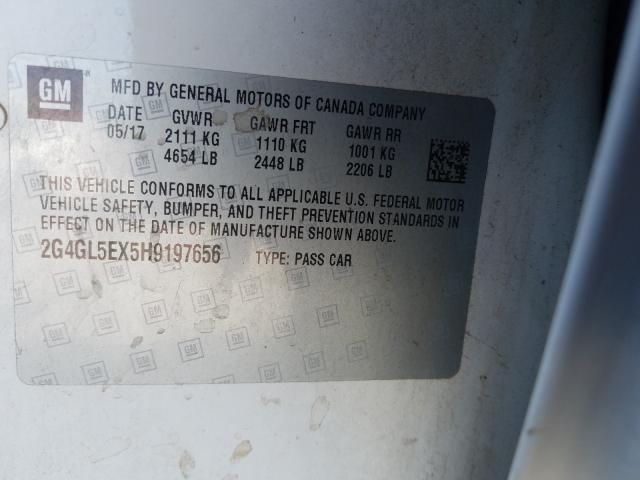 GM
MFD BY GENERAL MOTORS OF CANADA COMPANY
DATE GVWR GAWR FRT GAWR RR
05/17 2111 KG 1110 KG 1001 KG
4654 LB 2448 LB 2206 LB
THIS VEHICLE CONFORMS TO ALL APPLICABLE U.S. FEDERAL MOTOR
VEHICLE SAFETY, BUMPER, AND THEFT PREVENTION STANDARDS IN
EFFECT ON THE DATE OF MANUFACTURE SHOWN ABOVE.
2G4GL5EX5H9197656 TYPE: PASS CAR